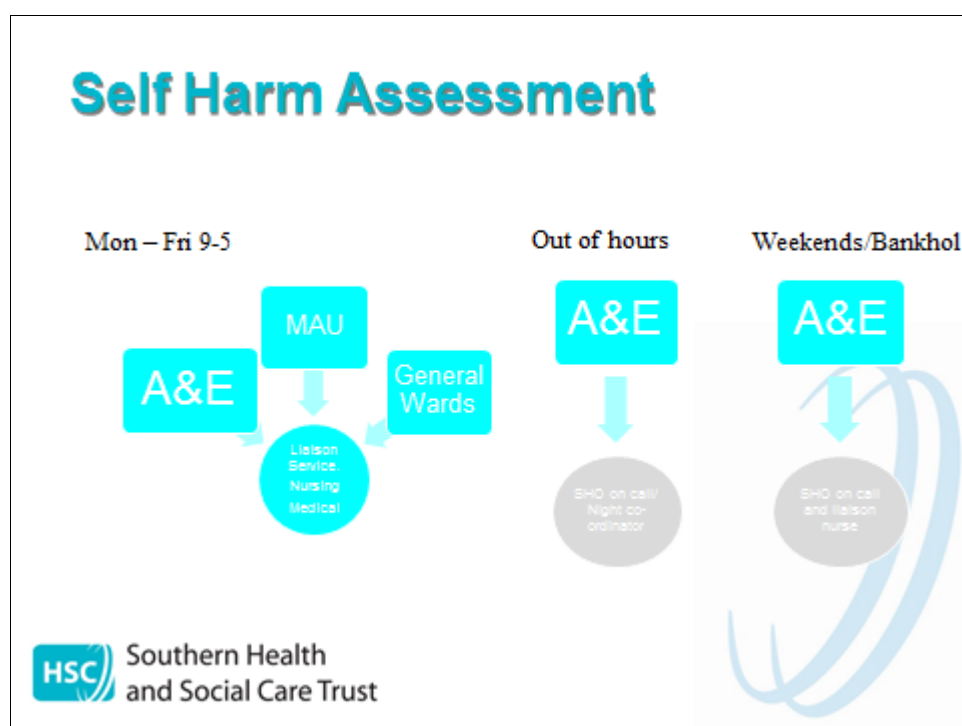 Self Harm Assessment
Mon – Fri 9-5
Out of hours
Weekends/Bankhol
MAU
A&E
General
Wards
Liaison
Service.
Nursing
Medical
A&E
SHO on call/
Night co-
ordinator
A&E
SHO on call
and liaison
nurse
HSC
Southern Health
and Social Care Trust